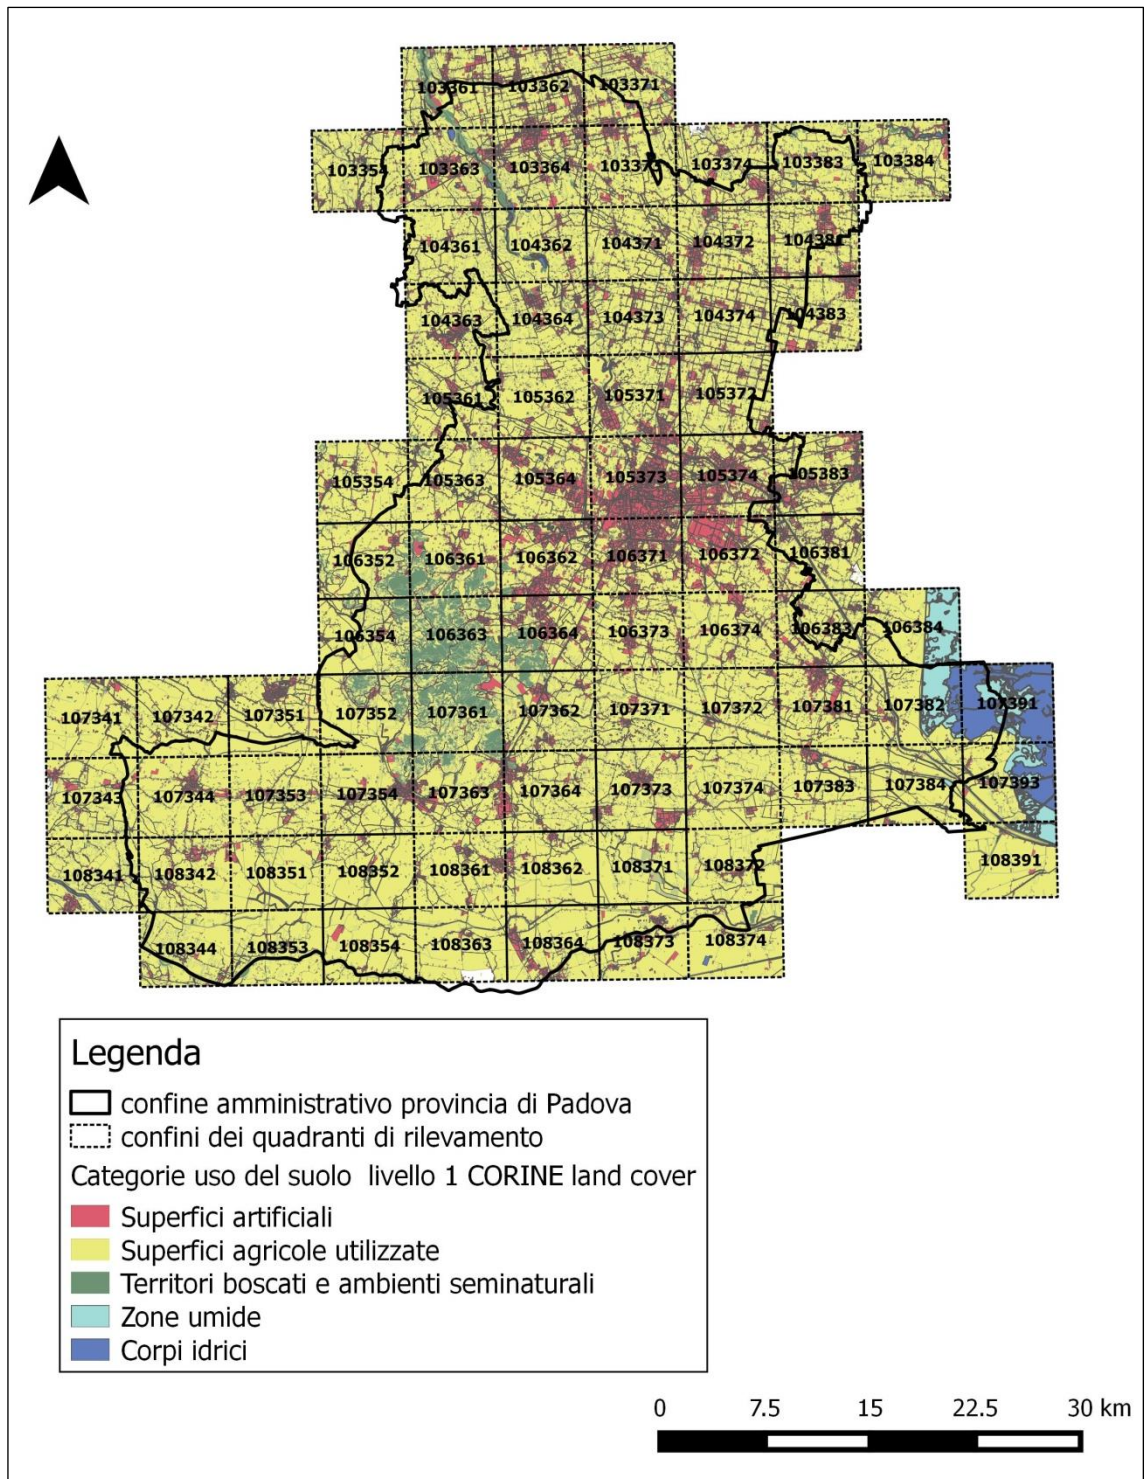 103361 103362 103371
103354 103363 103364 103373 103374 103383 103384
104361 104362 104371 104372 104381
104363 104364 104373 104374 104383
105361 105362 105371 105372
105354 105363 105364 105373 105374 105383
106352 106361 106362 106371 106372 106381
106354 106363 106364 106373 106374 106383 106384
107341 107342 107351 107352 107361 107362 107371 107372 107381 107382 107391
107343 107344 107353 107354 107363 107364 107373 107374 107383 107384 107393
108341 108342 108351 108352 108361 108362 108371 108372 108391
108344 108353 108354 108363 108364 108373 108374
Legenda
confine amministrativo provincia di Padova
confini dei quadranti di rilevamento
Categorie uso del suolo livello 1 CORINE land cover
Superfici artificiali
Superfici agricole utilizzate
Territori boscati e ambienti seminaturali
Zone umide
Corpi idrici
0 7.5 15 22.5 30 km